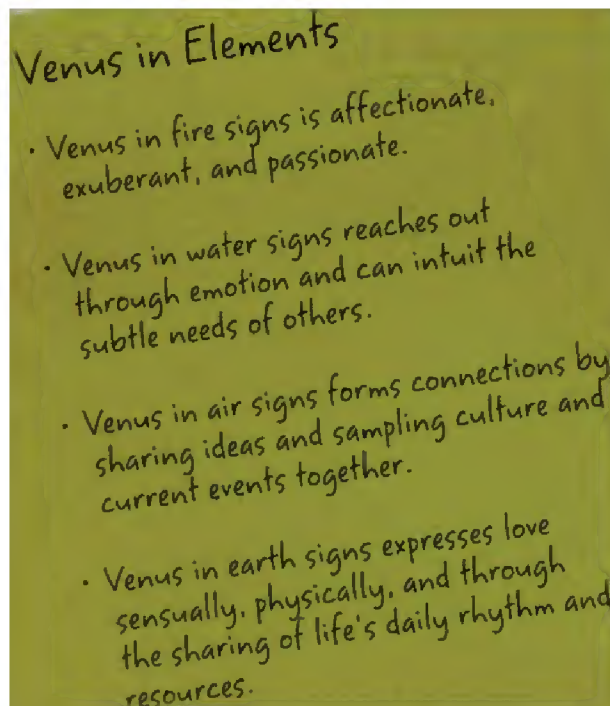 Venus in Elements
· Venus in fire signs is affectionate,
exuberant, and passionate.
· Venus in water signs reaches out
through emotion and can intuit the
subtle needs of others.
· Venus in air signs forms connections by
sharing ideas and sampling culture and
current events together.
· Venus in earth signs expresses love
sensually, physically, and through
the sharing of life's daily rhythm and
resources.